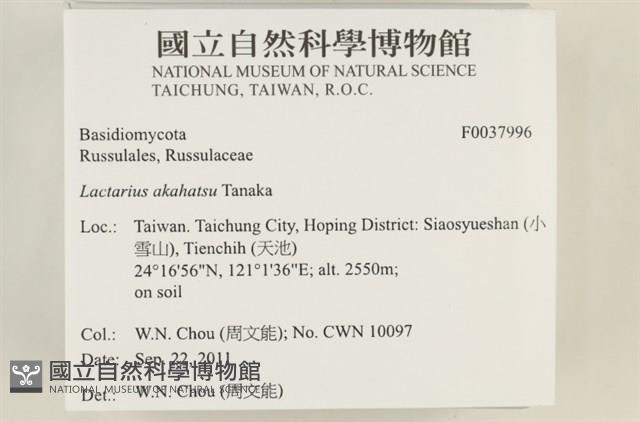 國立自然科學博物館
NATIONAL MUSEUM OF NATURAL SCIENCE
TAICHUNG, TAIWAN, R.O.C.
Basidiomycota F0037996
Russulales, Russulaceae
Lactarius akahatsu Tanaka
Loc.: Taiwan. Taichung City, Hoping District: Siaosyueshan (小
雪山), Tienchih (天池)
24°16'56"N, 121°1'36"E; alt. 2550m;
on soil
Col.: W.N. Chou (周文能); No. CWN 10097
Date: Sep. 22, 2011
國立自然科學博物館
NATIONAL MUSEUM OF NATURAL SCIENCE
Det.: W.N. Chou (周文能)